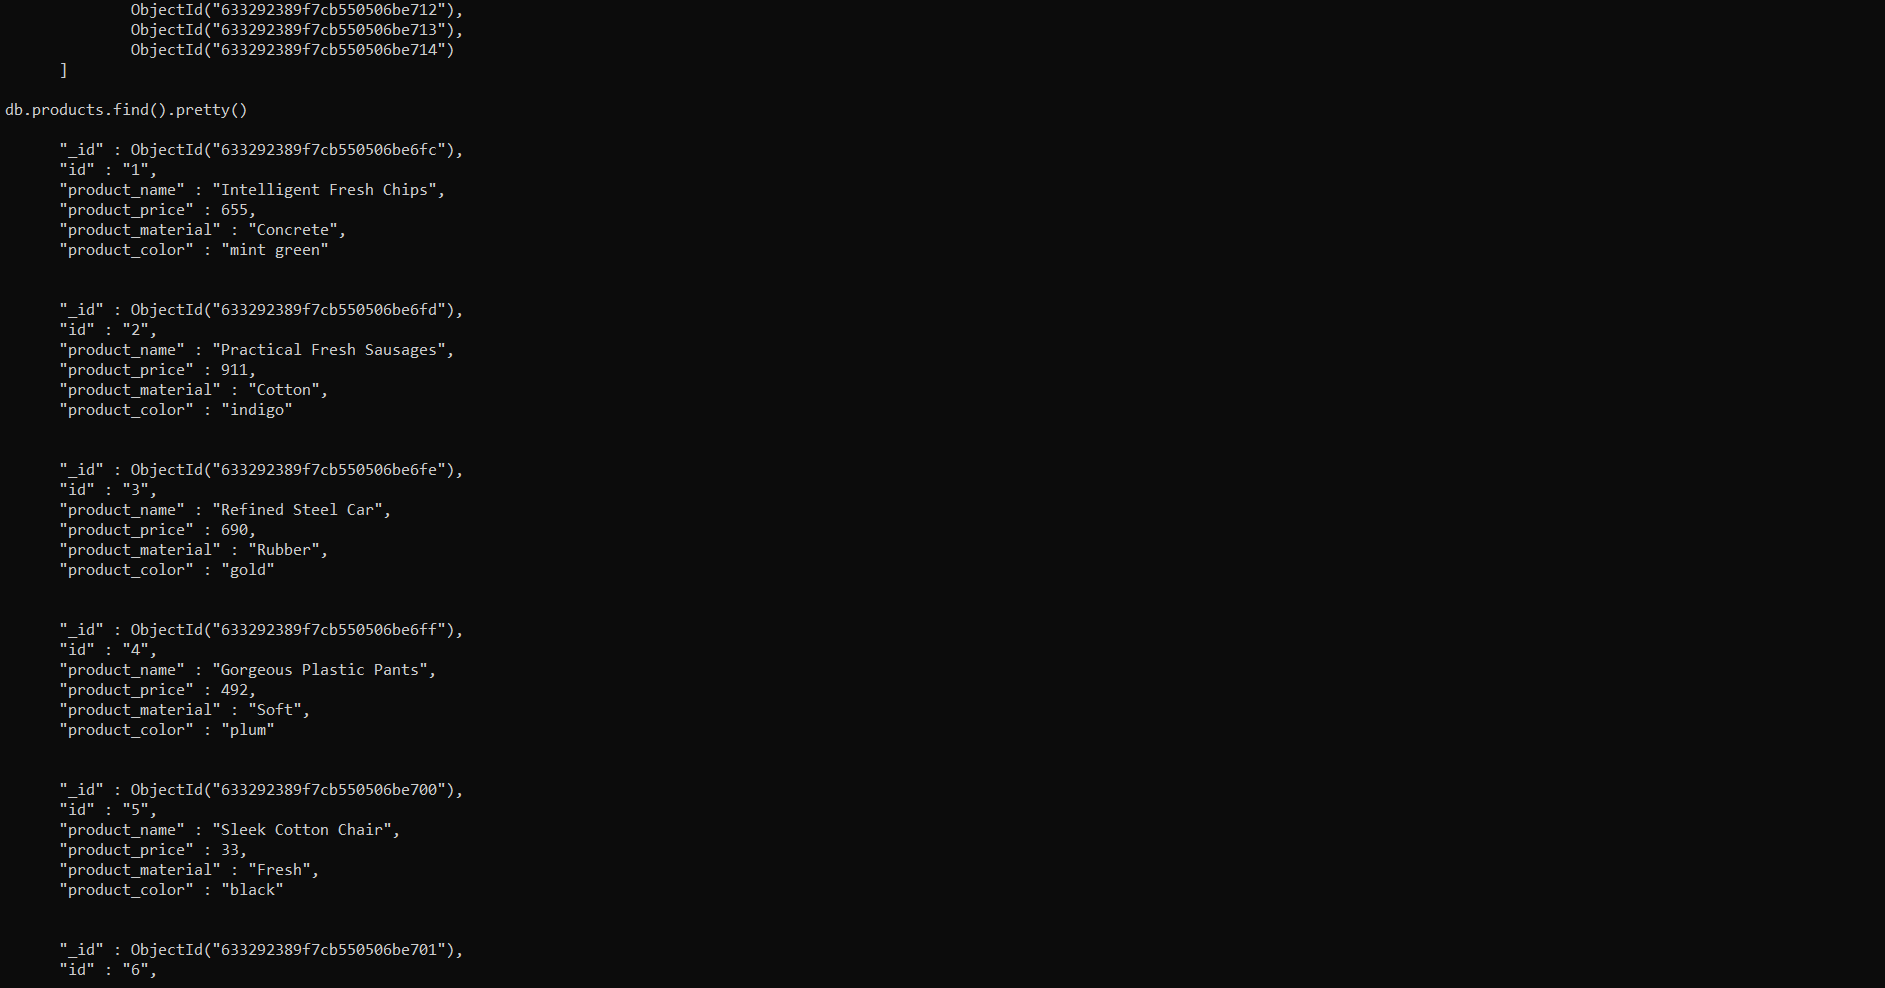 ObjectId("633292389f7cb550506be712"),
ObjectId("633292389f7cb550506be713"),
ObjectId("633292389f7cb550506be714")
]
db.products.find().pretty()
"_id" : ObjectId("633292389f7cb550506be6fc"),
"id" : "1",
"product_name" : "Intelligent Fresh Chips",
"product_price" : 655,
"product_material" : "Concrete",
"product_color" : "mint green"
"_id" : ObjectId("633292389f7cb550506be6fd"),
"id" : "2",
"product_name" : "Practical Fresh Sausages",
"product_price" : 911,
"product_material" : "Cotton",
"product_color" : "indigo"
"_id" : ObjectId("633292389f7cb550506be6fe"),
"id" : "3",
"product_name" : "Refined Steel Car",
"product_price" : 690,
"product_material" : "Rubber",
"product_color" : "gold"
"_id" : ObjectId("633292389f7cb550506be6ff"),
"id" : "4",
"product_name" : "Gorgeous Plastic Pants",
"product_price" : 492,
"product_material" : "Soft",
"product_color" : "plum"
"_id" : ObjectId("633292389f7cb550506be700"),
"id" : "5",
"product_name" : "Sleek Cotton Chair",
"product_price" : 33,
"product_material" : "Fresh",
"product_color" : "black"
"_id" : ObjectId("633292389f7cb550506be701"),
"id" : "6",